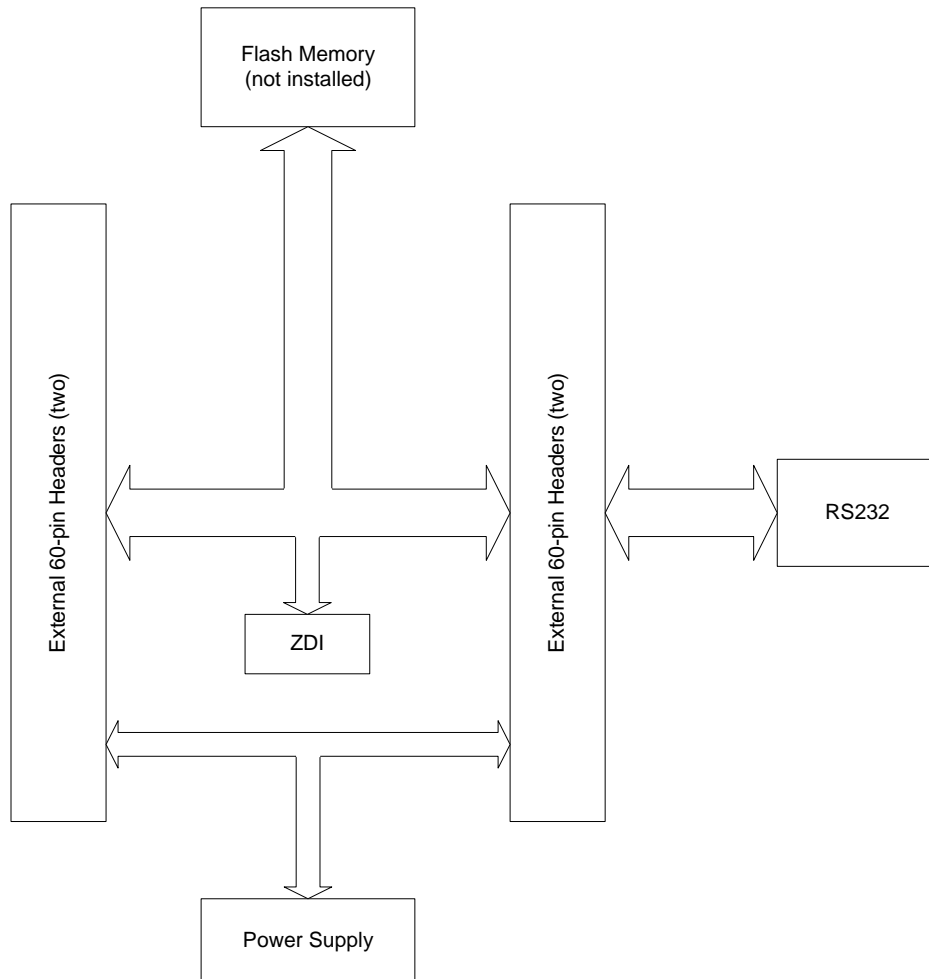 Flash Memory
(not installed)
External 60-pin Headers (two)
External 60-pin Headers (two)
RS232
ZDI
Power Supply